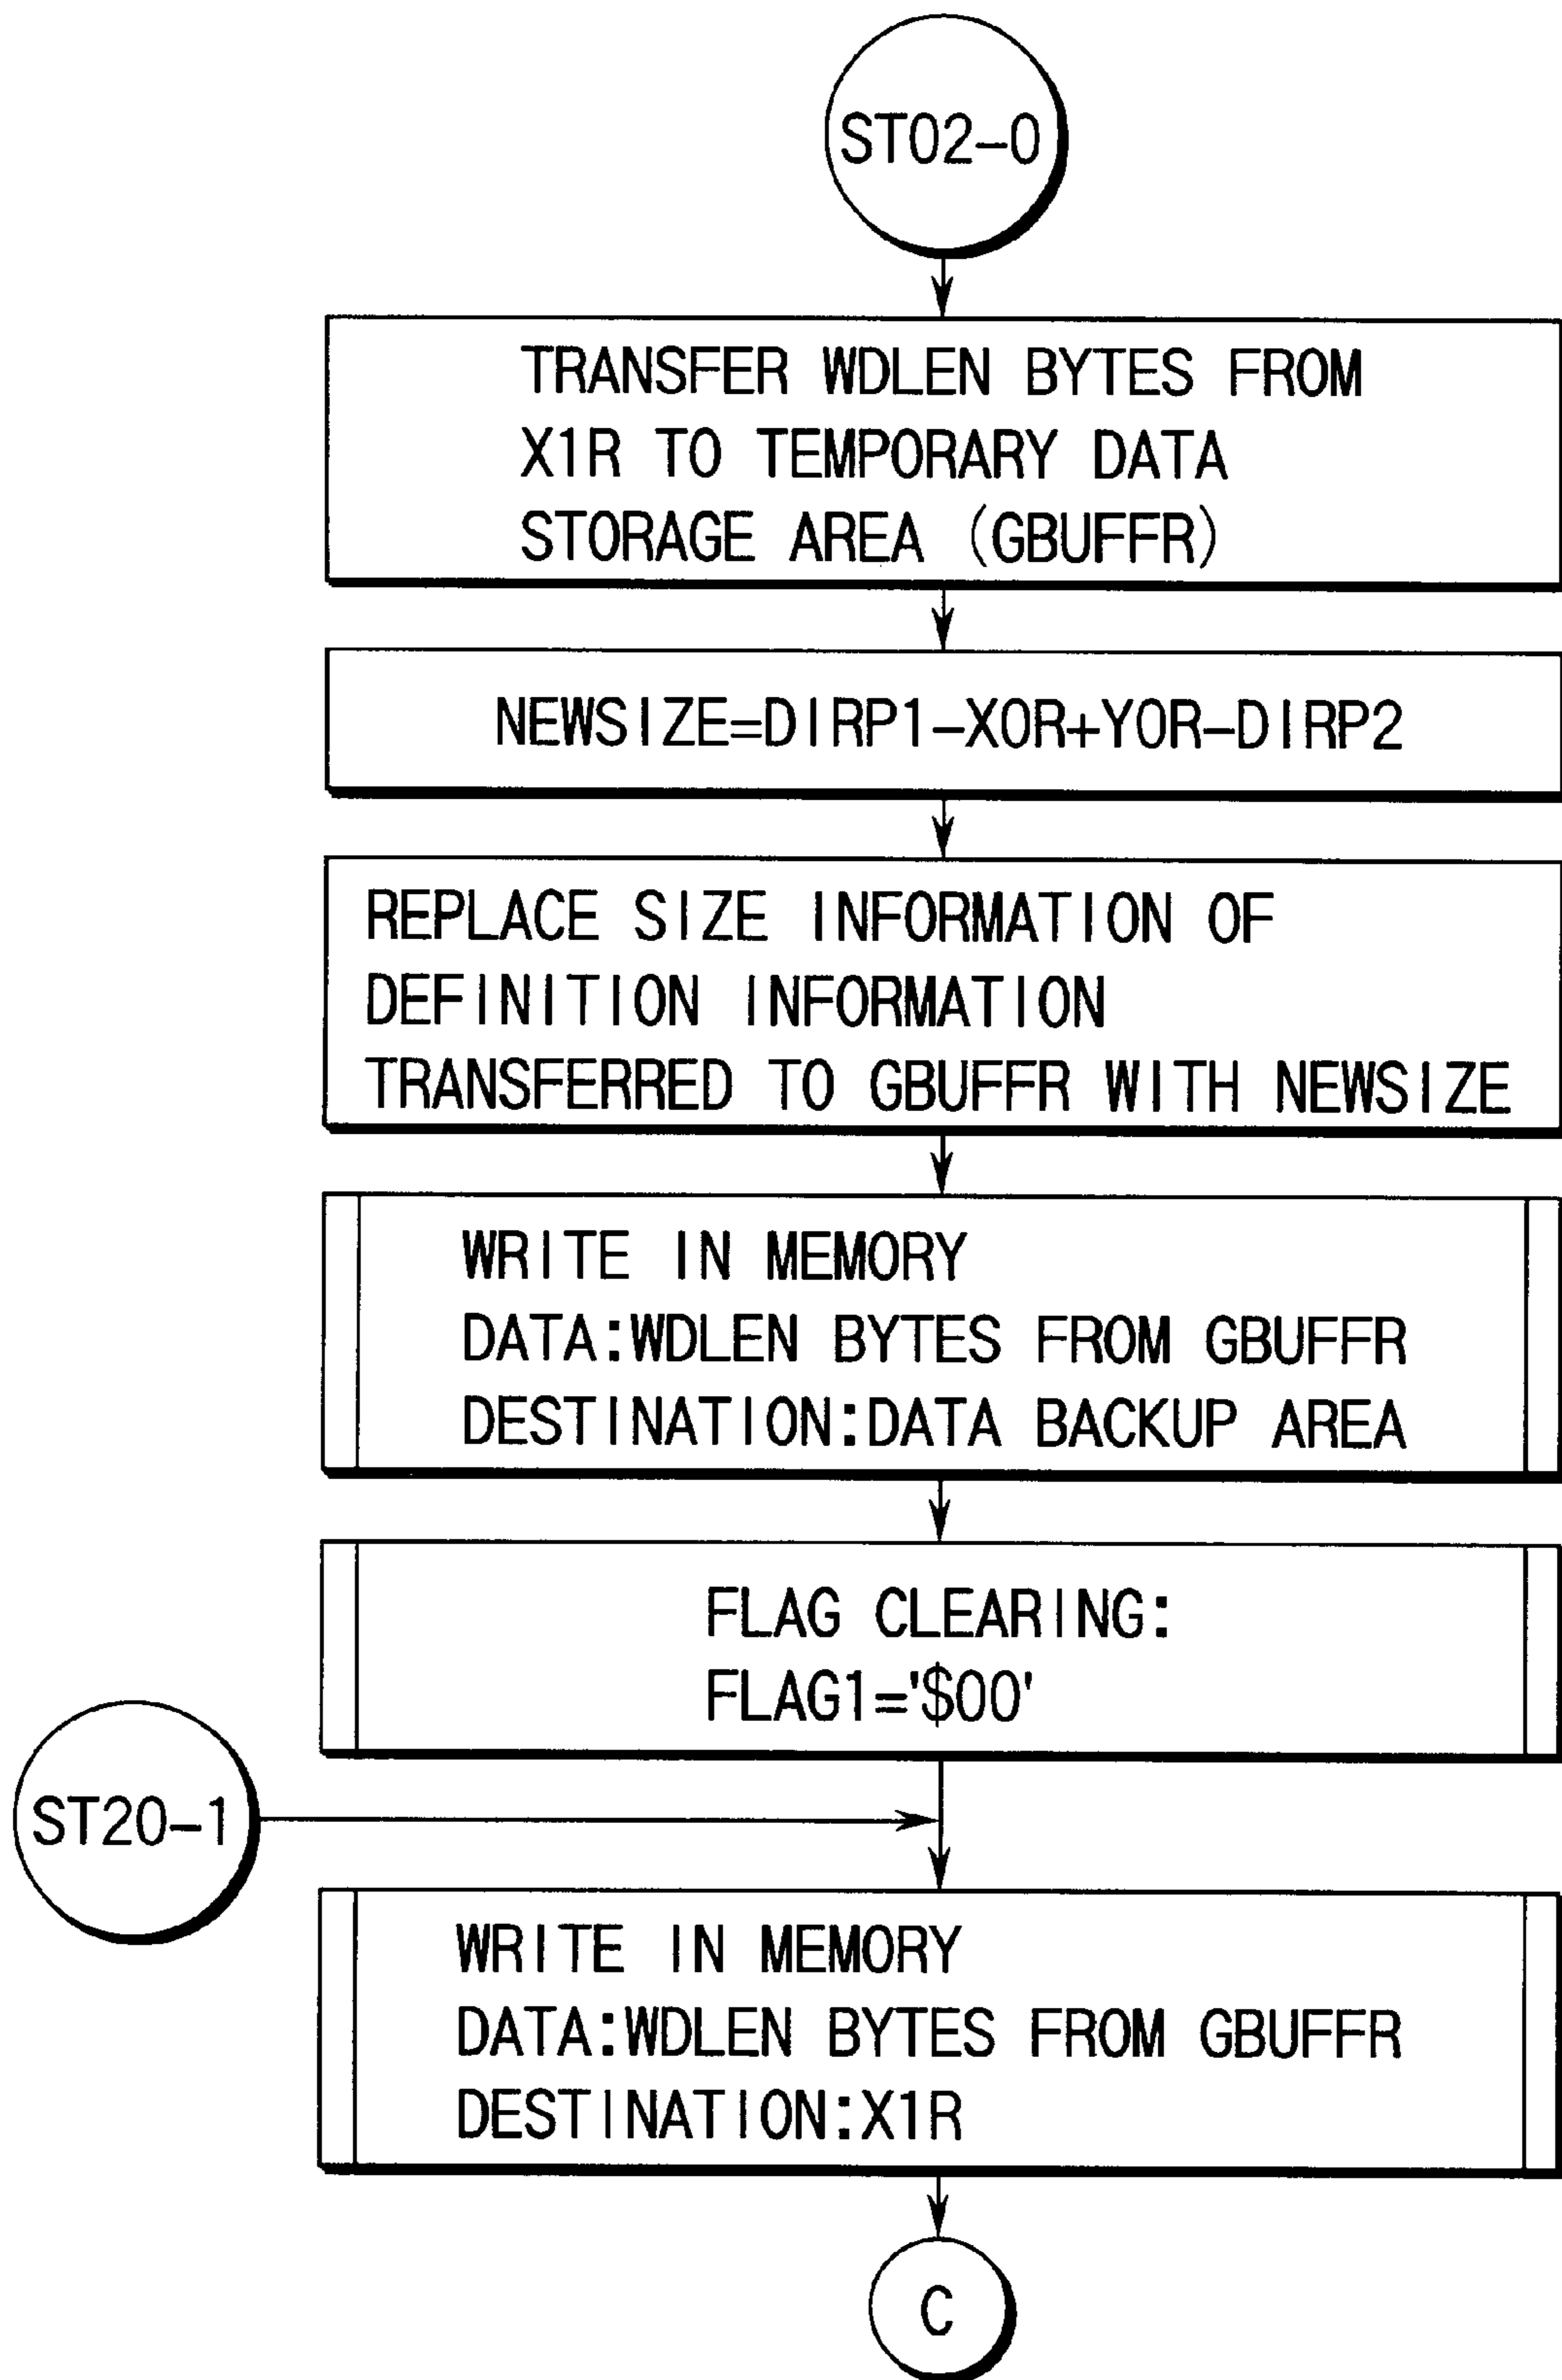 ST02-0
TRANSFER WDLEN BYTES FROM
X1R TO TEMPORARY DATA
STORAGE AREA (GBUFFR)
NEWSIZE=DIRP1-X0R+Y0R-DIRP2
REPLACE SIZE INFORMATION OF
DEFINITION INFORMATION
TRANSFERRED TO GBUFFR WITH NEWSIZE
WRITE IN MEMORY
DATA:WDLEN BYTES FROM GBUFFR
DESTINATION:DATA BACKUP AREA
FLAG CLEARING:
FLAG1='$00'
ST20-1
WRITE IN MEMORY
DATA:WDLEN BYTES FROM GBUFFR
DESTINATION:X1R
C